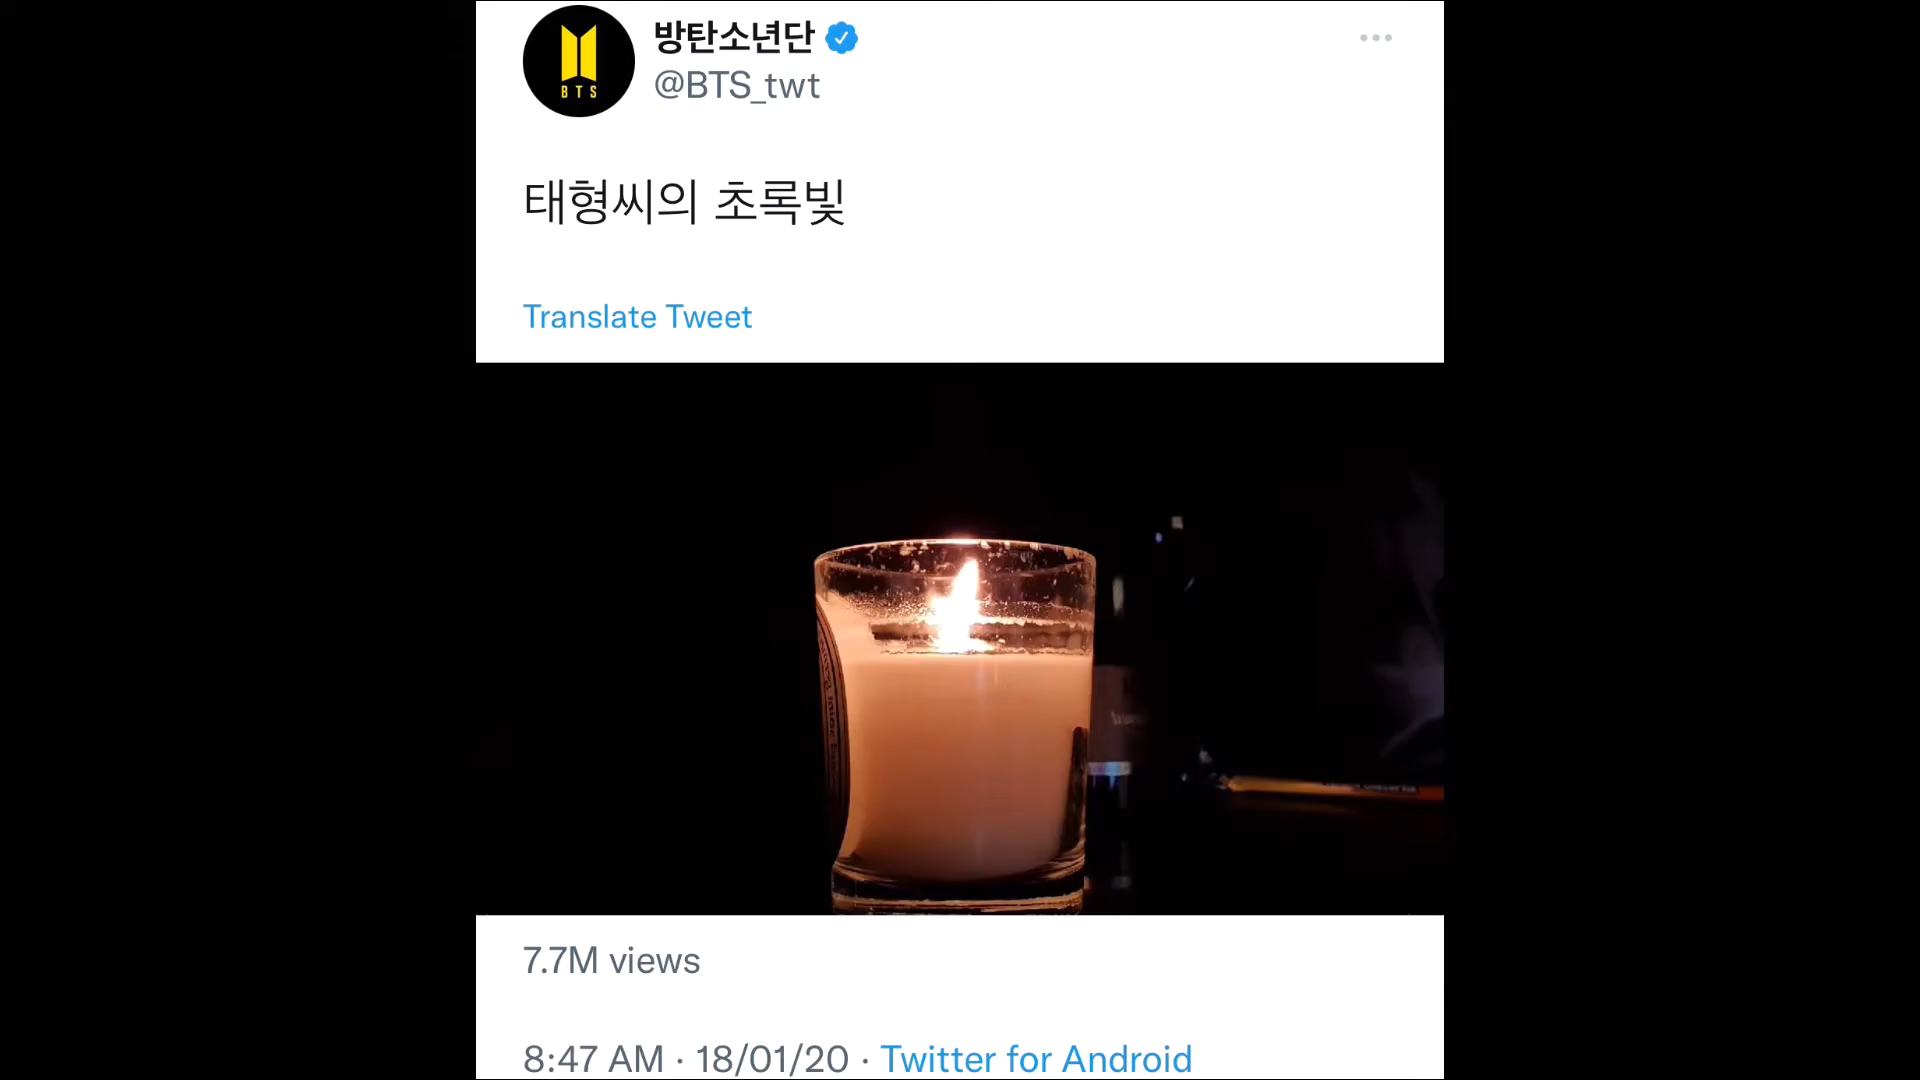 BTS
방탄소년단
@BTS_twt
태형씨의 초록빛
Translate Tweet
7.7M views
8:47 AM · 18/01/20 · Twitter for Android